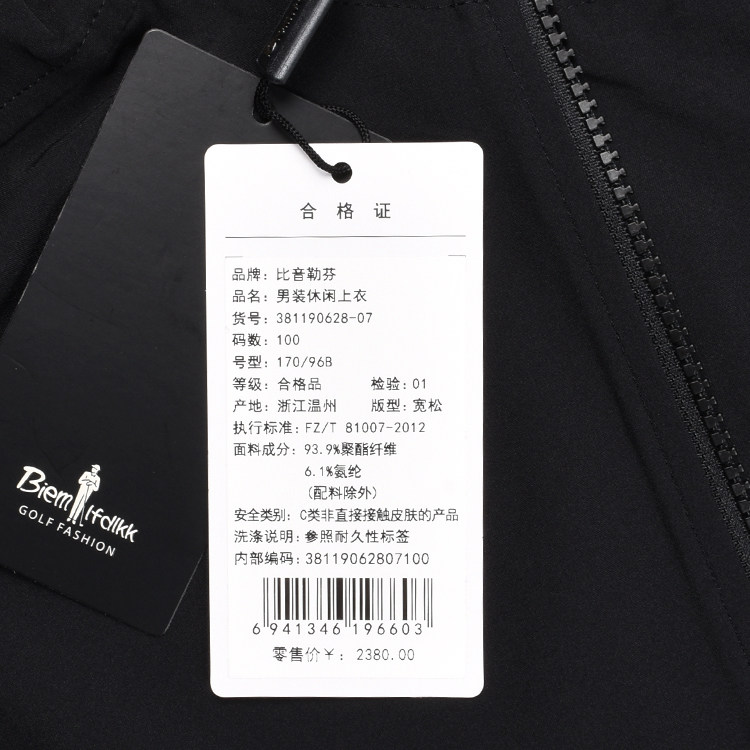 合格证
品牌: 比音勒芬
品名: 男装休闲上衣
货号: 381190628-07
码数: 100
号型: 170/96B
等级: 合格品 检验: 01
产地: 浙江温州 版型: 宽松
执行标准: FZ/T 81007-2012
面料成分: 93.9%聚酯纤维
6.1%氨纶
(配料除外)
安全类别: C类非直接接触皮肤的产品
洗涤说明: 参照耐久性标签
内部编码: 38119062807100
6 941346 196603
零售价￥: 2380.00
Biem lfdlkk
GOLF FASHION